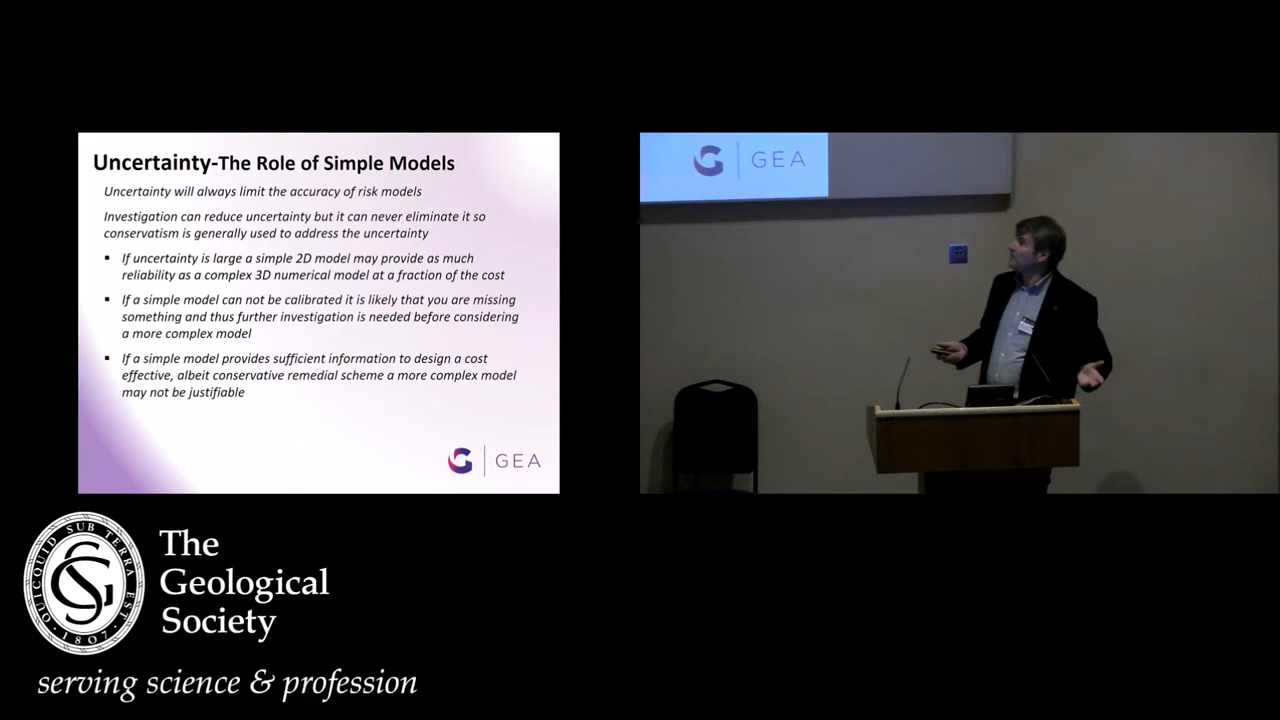 Uncertainty-The Role of Simple Models
Uncertainty will always limit the accuracy of risk models
Investigation can reduce uncertainty but it can never eliminate it so
conservatism is generally used to address the uncertainty
▪ If uncertainty is large a simple 2D model may provide as much
reliability as a complex 3D numerical model at a fraction of the cost
▪ If a simple model can not be calibrated it is likely that you are missing
something and thus further investigation is needed before considering
a more complex model
▪ If a simple model provides sufficient information to design a cost
effective, albeit conservative remedial scheme a more complex model
may not be justifiable
G | GEA
G | GEA
QUICQUID SUB TERRA EST
GS
· 1807 ·
The
Geological
Society
serving science & profession